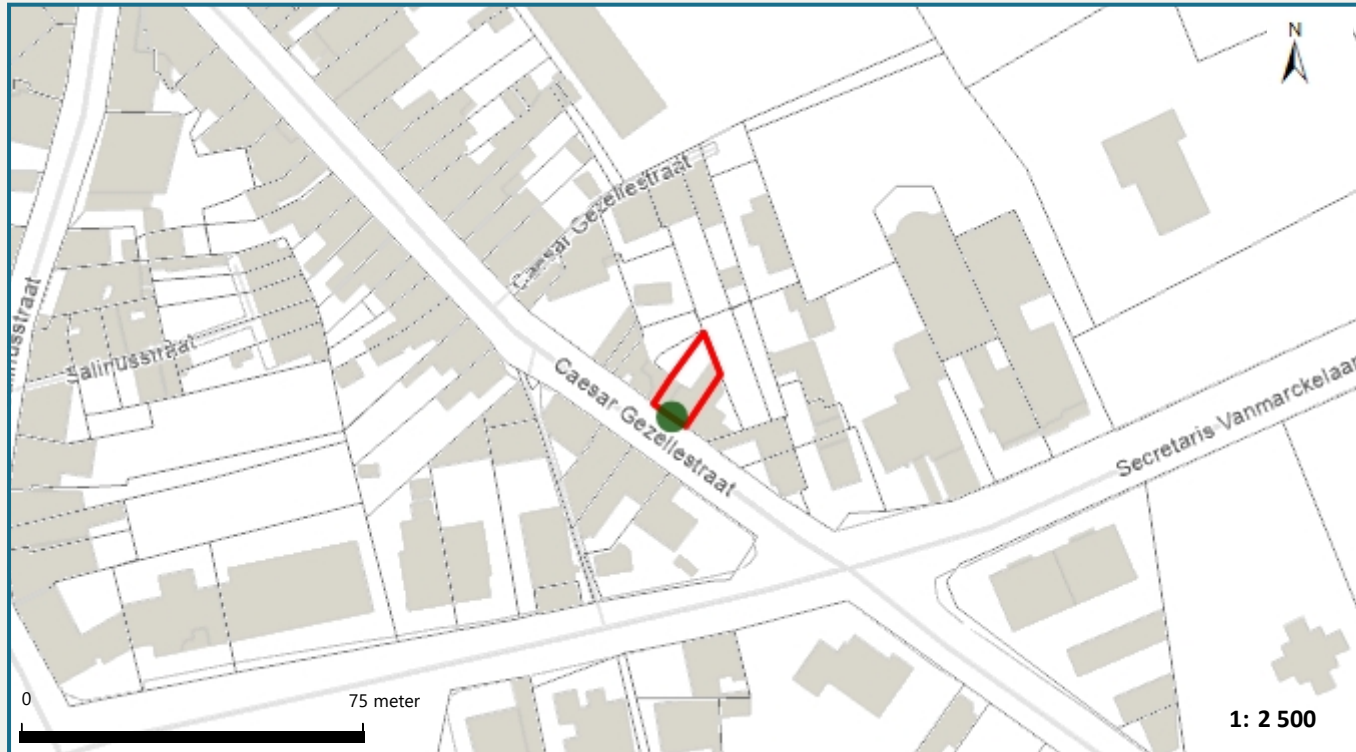 N
Caesar Gezellestraat
Salinusstraat
Caesar Gezellestraat
Secretaris Vanmarckelaan
0
75 meter
1: 2 500